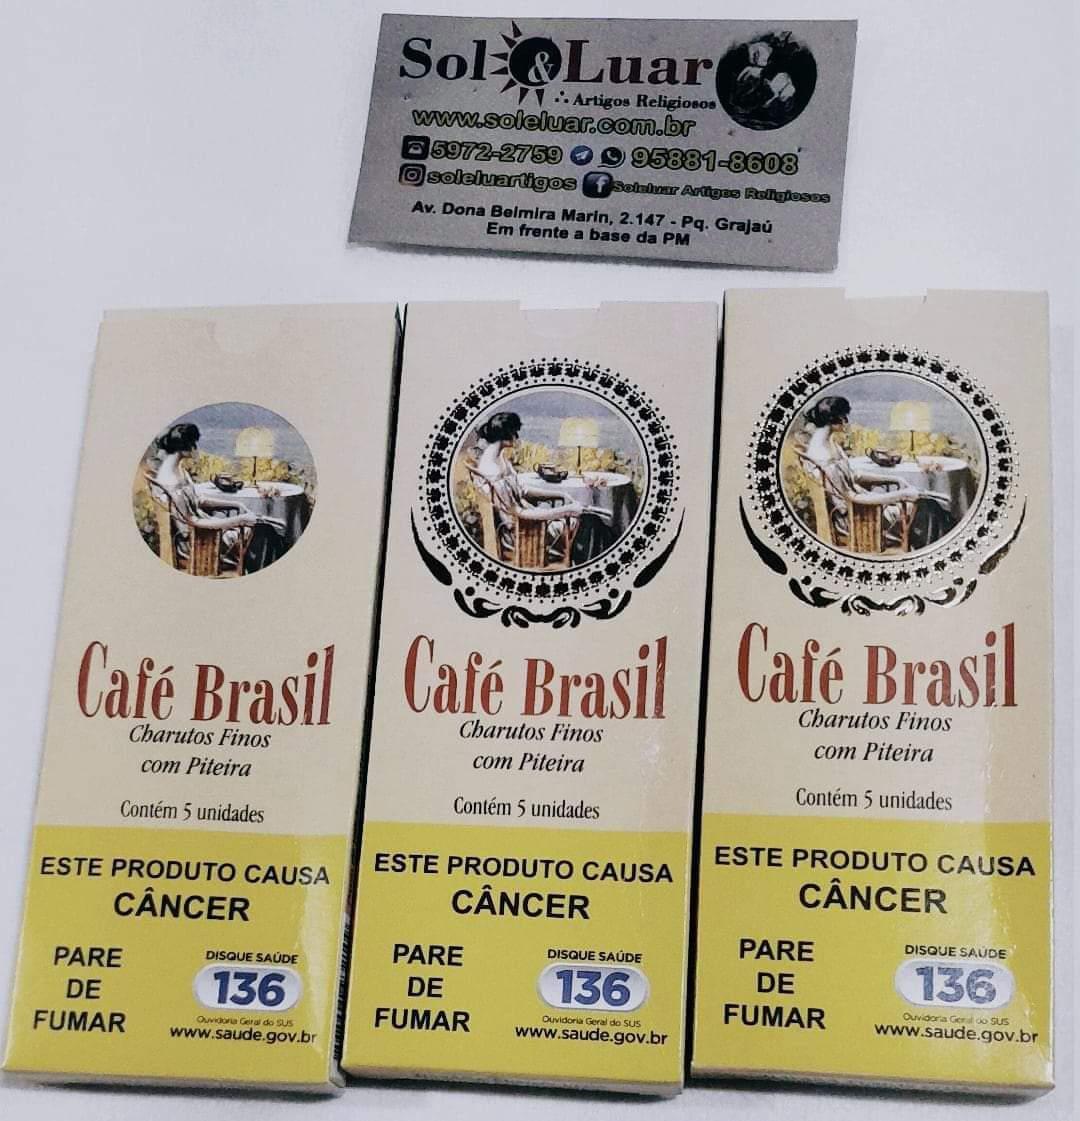 Sol & Luar
∴ Artigos Religiosos
www.soleluar.com.br
5972-2759 95881-8608
soleluartigos Soleluar Artigos Religiosos
Av. Dona Belmira Marin, 2.147 - Pq. Grajaú
Em frente a base da PM
Café Brasil
Charutos Finos
com Piteira
Contém 5 unidades
ESTE PRODUTO CAUSA
CÂNCER
PARE
DE
FUMAR
DISQUE SAÚDE
136
Ouvidoria Geral do SUS
www.saude.gov.br
Café Brasil
Charutos Finos
com Piteira
Contém 5 unidades
ESTE PRODUTO CAUSA
CÂNCER
PARE
DE
FUMAR
DISQUE SAÚDE
136
Ouvidoria Geral do SUS
www.saude.gov.br
Café Brasil
Charutos Finos
com Piteira
Contém 5 unidades
ESTE PRODUTO CAUSA
CÂNCER
PARE
DE
FUMAR
DISQUE SAÚDE
136
Ouvidoria Geral do SUS
www.saude.gov.br